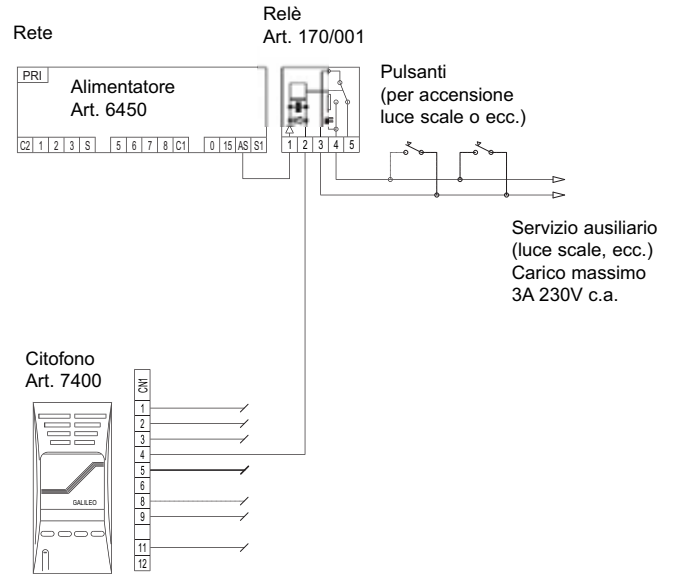 Rete
Relè
Art. 170/001
PRI
Alimentatore
Art. 6450
C2 1 2 3 S 5 6 7 8 C1 0 15 AS S1
1 2 3 4 5
Pulsanti
(per accensione
luce scale o ecc.)
Servizio ausiliario
(luce scale, ecc.)
Carico massimo
3A 230V c.a.
Citofono
Art. 7400
GALILEO
CN1
1
2
3
4
5
6
8
9
11
12